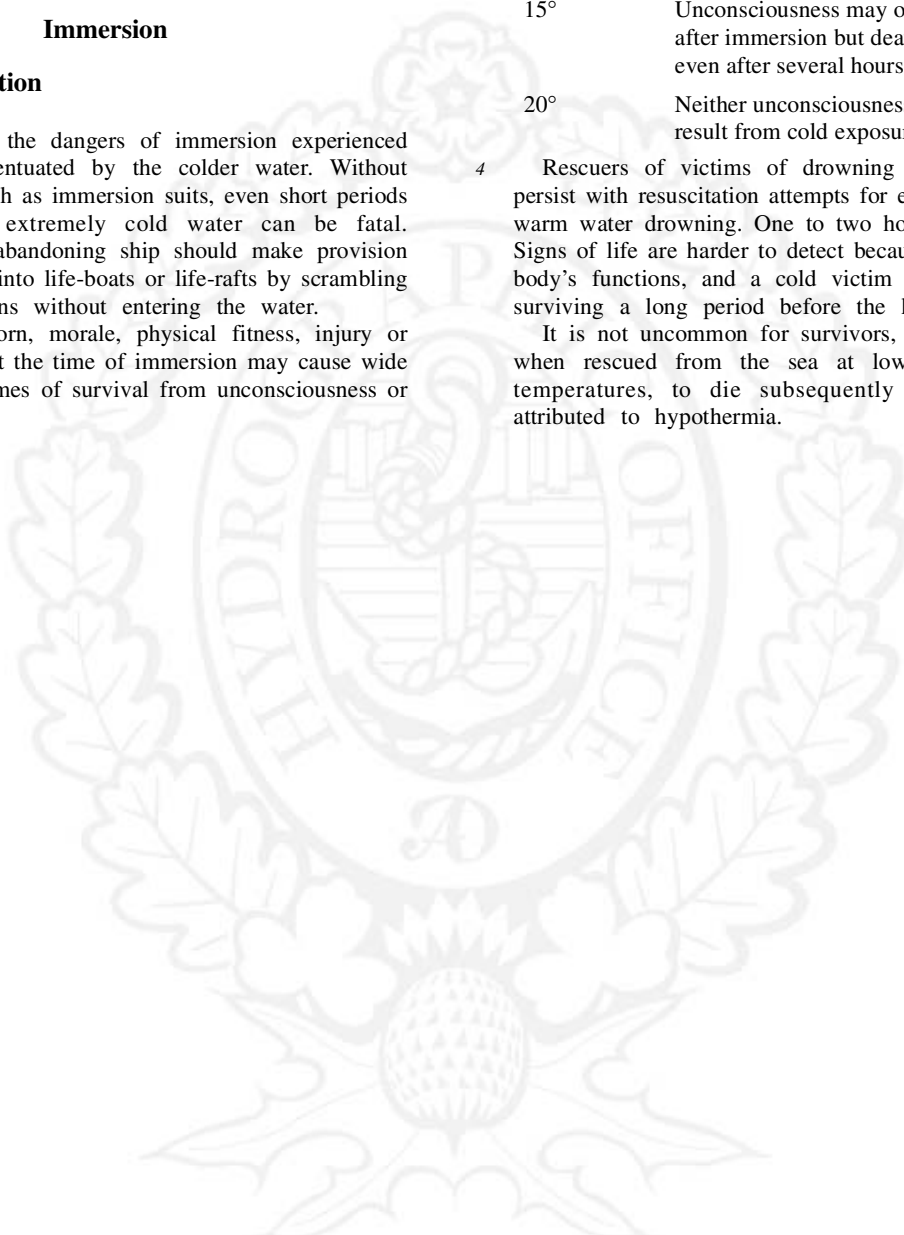 Immersion
tion
the dangers of immersion experienced
entuated by the colder water. Without
h as immersion suits, even short periods
extremely cold water can be fatal.
abandoning ship should make provision
into life-boats or life-rafts by scrambling
ns without entering the water.
orn, morale, physical fitness, injury or
t the time of immersion may cause wide
mes of survival from unconsciousness or
15° Unconsciousness may o
after immersion but dea
even after several hours
20° Neither unconsciousnes
result from cold exposur
4 Rescuers of victims of drowning
persist with resuscitation attempts for e
warm water drowning. One to two ho
Signs of life are harder to detect becau
body's functions, and a cold victim
surviving a long period before the
It is not uncommon for survivors,
when rescued from the sea at low
temperatures, to die subsequently
attributed to hypothermia.
OFFICE